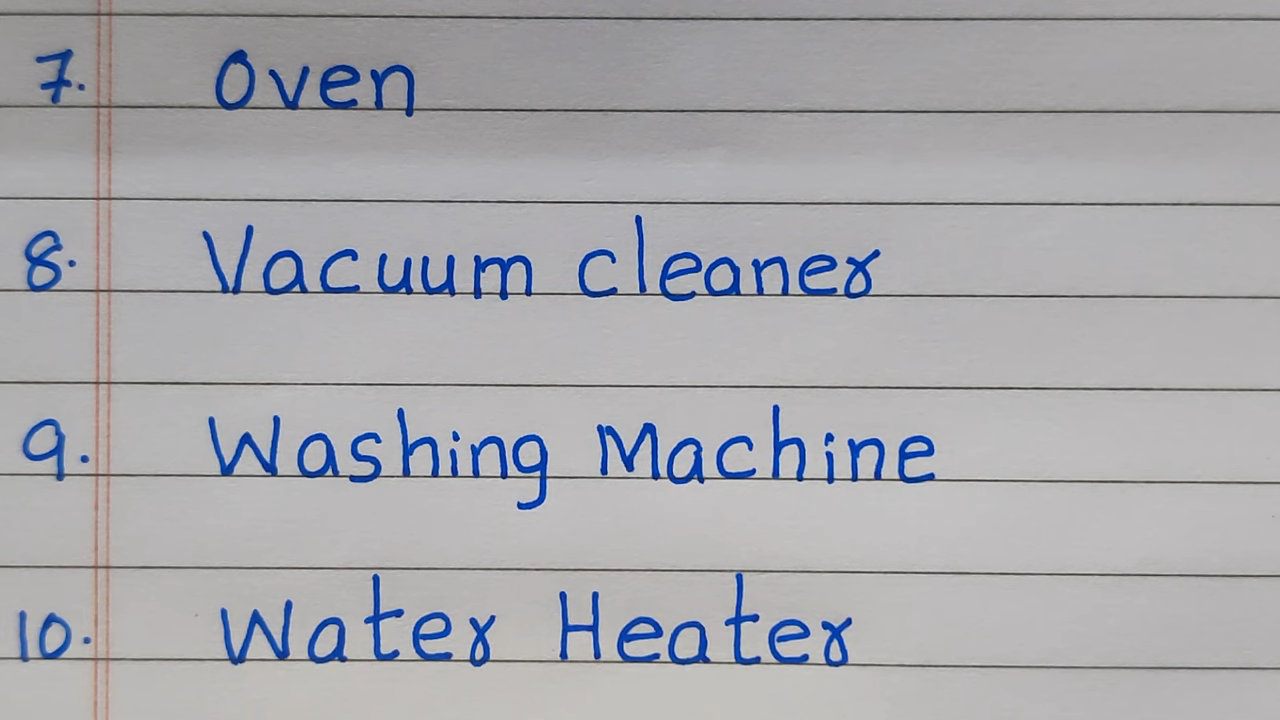 7. Oven
8. Vacuum cleaner
9. Washing Machine
10. Water Heater